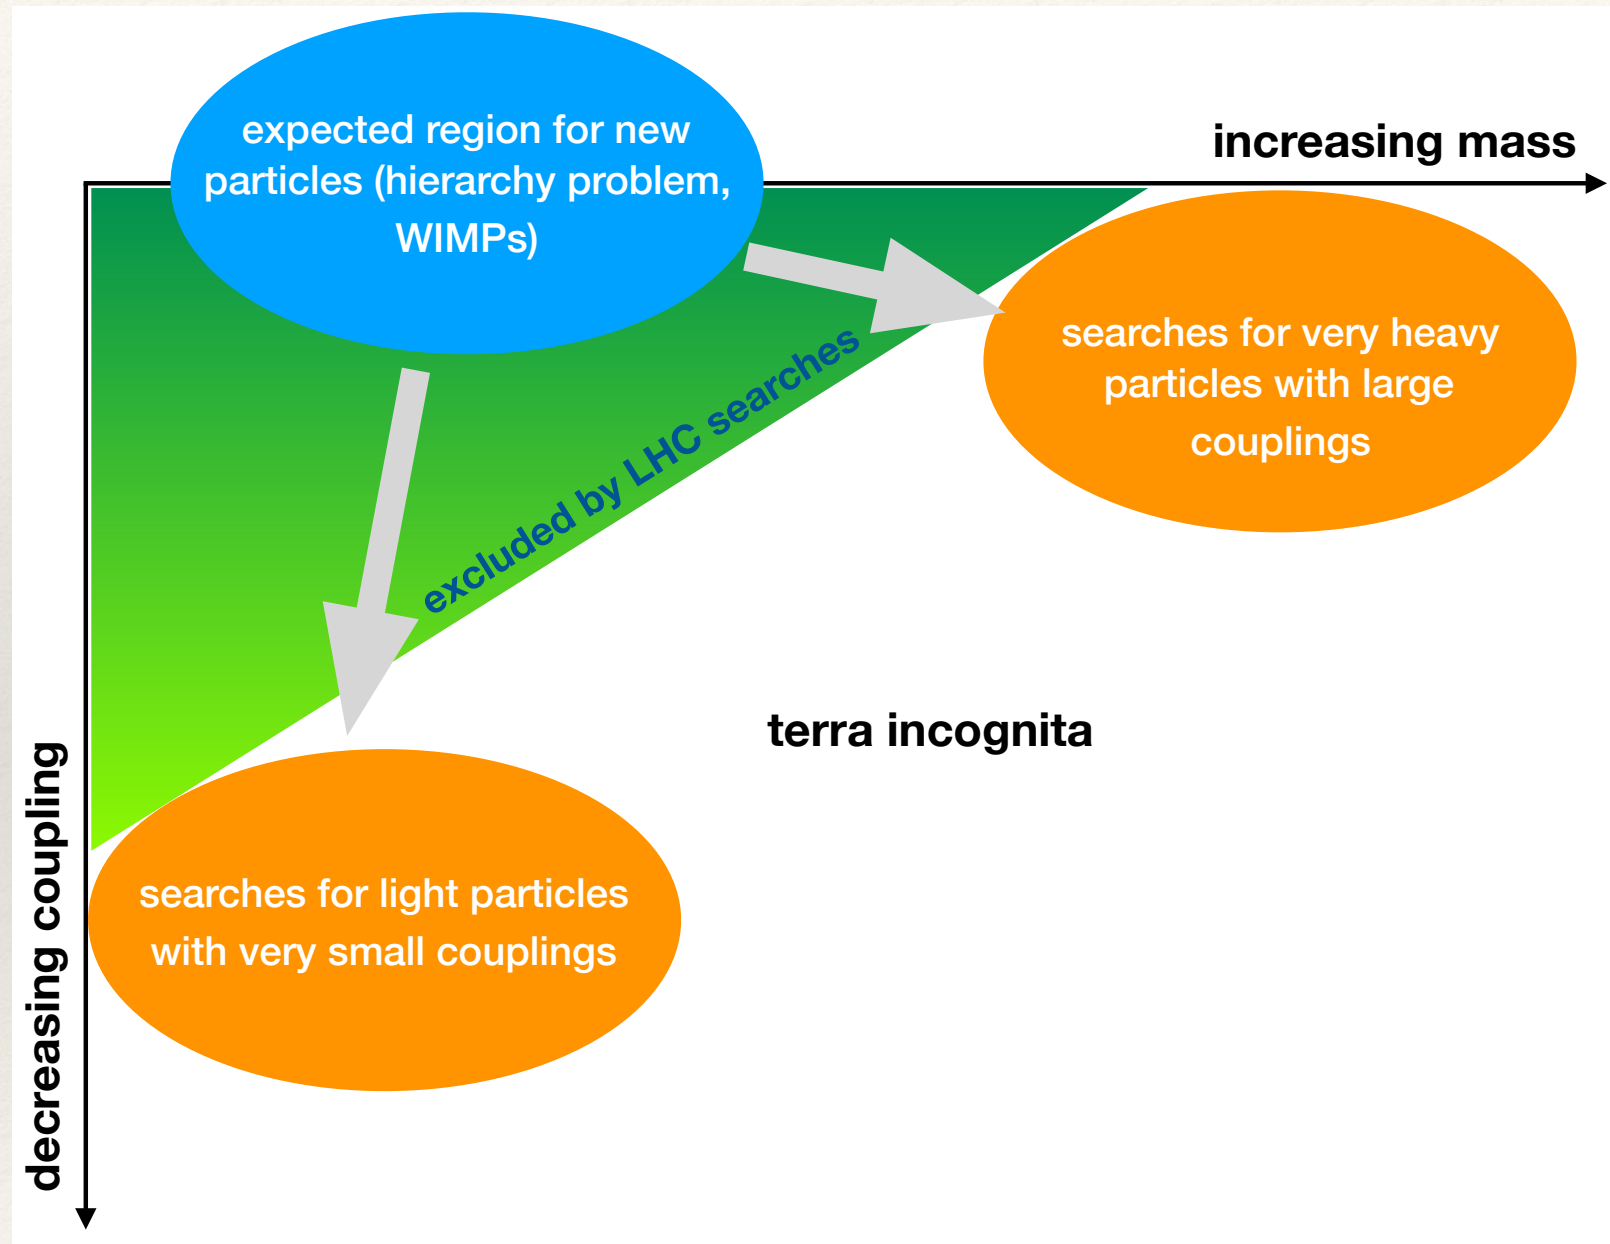 expected region for new
particles (hierarchy problem,
WIMPs)
increasing mass
searches for very heavy
particles with large
couplings
excluded by LHC searches
terra incognita
decreasing coupling
searches for light particles
with very small couplings